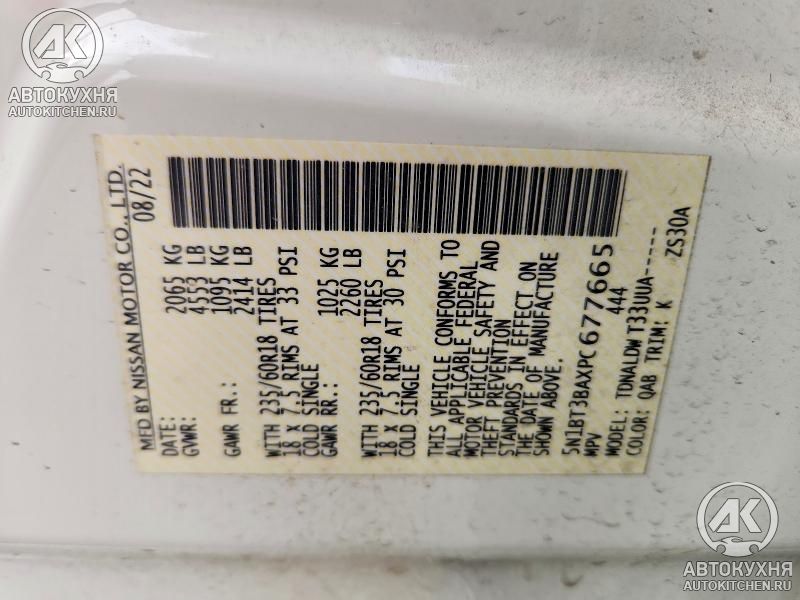 AK
АВТОКУХНЯ
AUTOKITCHEN.RU
MFD BY NISSAN MOTOR CO., LTD.
DATE: 08/22
GVWR: 2065 KG
4553 LB
GAWR FR.: 1095 KG
2414 LB
WITH 235/60R18 TIRES
18 X 7.5 RIMS AT 33 PSI
COLD SINGLE
GAWR RR.: 1025 KG
2260 LB
WITH 235/60R18 TIRES
18 X 7.5 RIMS AT 30 PSI
COLD SINGLE
THIS VEHICLE CONFORMS TO
ALL APPLICABLE FEDERAL
MOTOR VEHICLE SAFETY AND
THEFT PREVENTION
STANDARDS IN EFFECT ON
THE DATE OF MANUFACTURE
SHOWN ABOVE.
5N1BT3BAXPC677665
MPV 444
MODEL: TDNALDW T33UUA------
COLOR: QAB TRIM: K ZS30A
AK
АВТОКУХНЯ
AUTOKITCHEN.RU